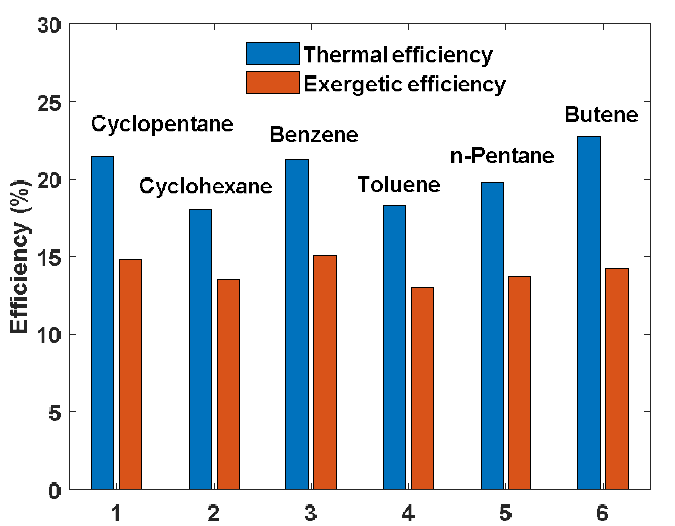 30
25
20
15
10
5
0
Efficiency (%)
Thermal efficiency
Exergetic efficiency
Cyclopentane
Cyclohexane
Benzene
Toluene
n-Pentane
Butene
1 2 3 4 5 6